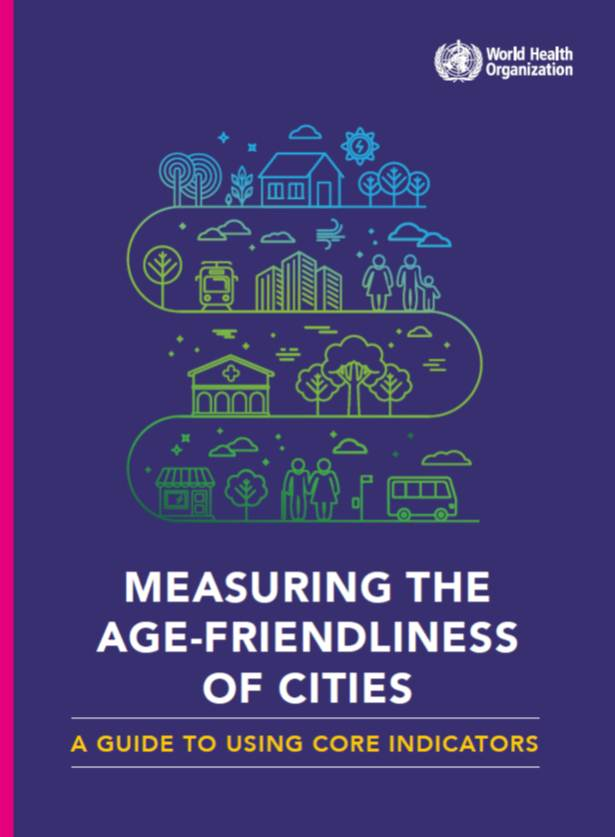 World Health
Organization
MEASURING THE
AGE-FRIENDLINESS
OF CITIES
A GUIDE TO USING CORE INDICATORS